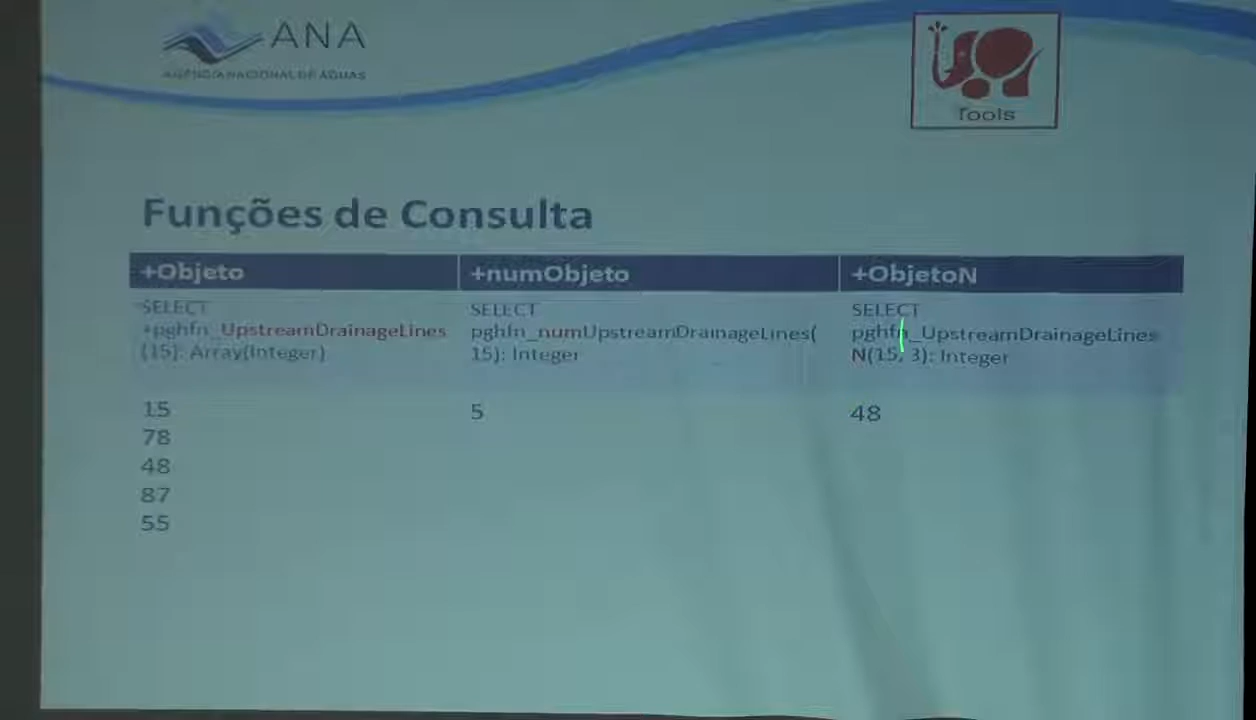 ANA
AGÊNCIA NACIONAL DE ÁGUAS
Tools
Funções de Consulta
+Objeto
+numObjeto
+ObjetoN
SELECT
+pghfn_UpstreamDrainageLines
(15): Array(Integer)
SELECT
pghfn_numUpstreamDrainageLines(
15): Integer
SELECT
pghfn_UpstreamDrainageLines
N(15, 3): Integer
15
78
48
87
55
5
48